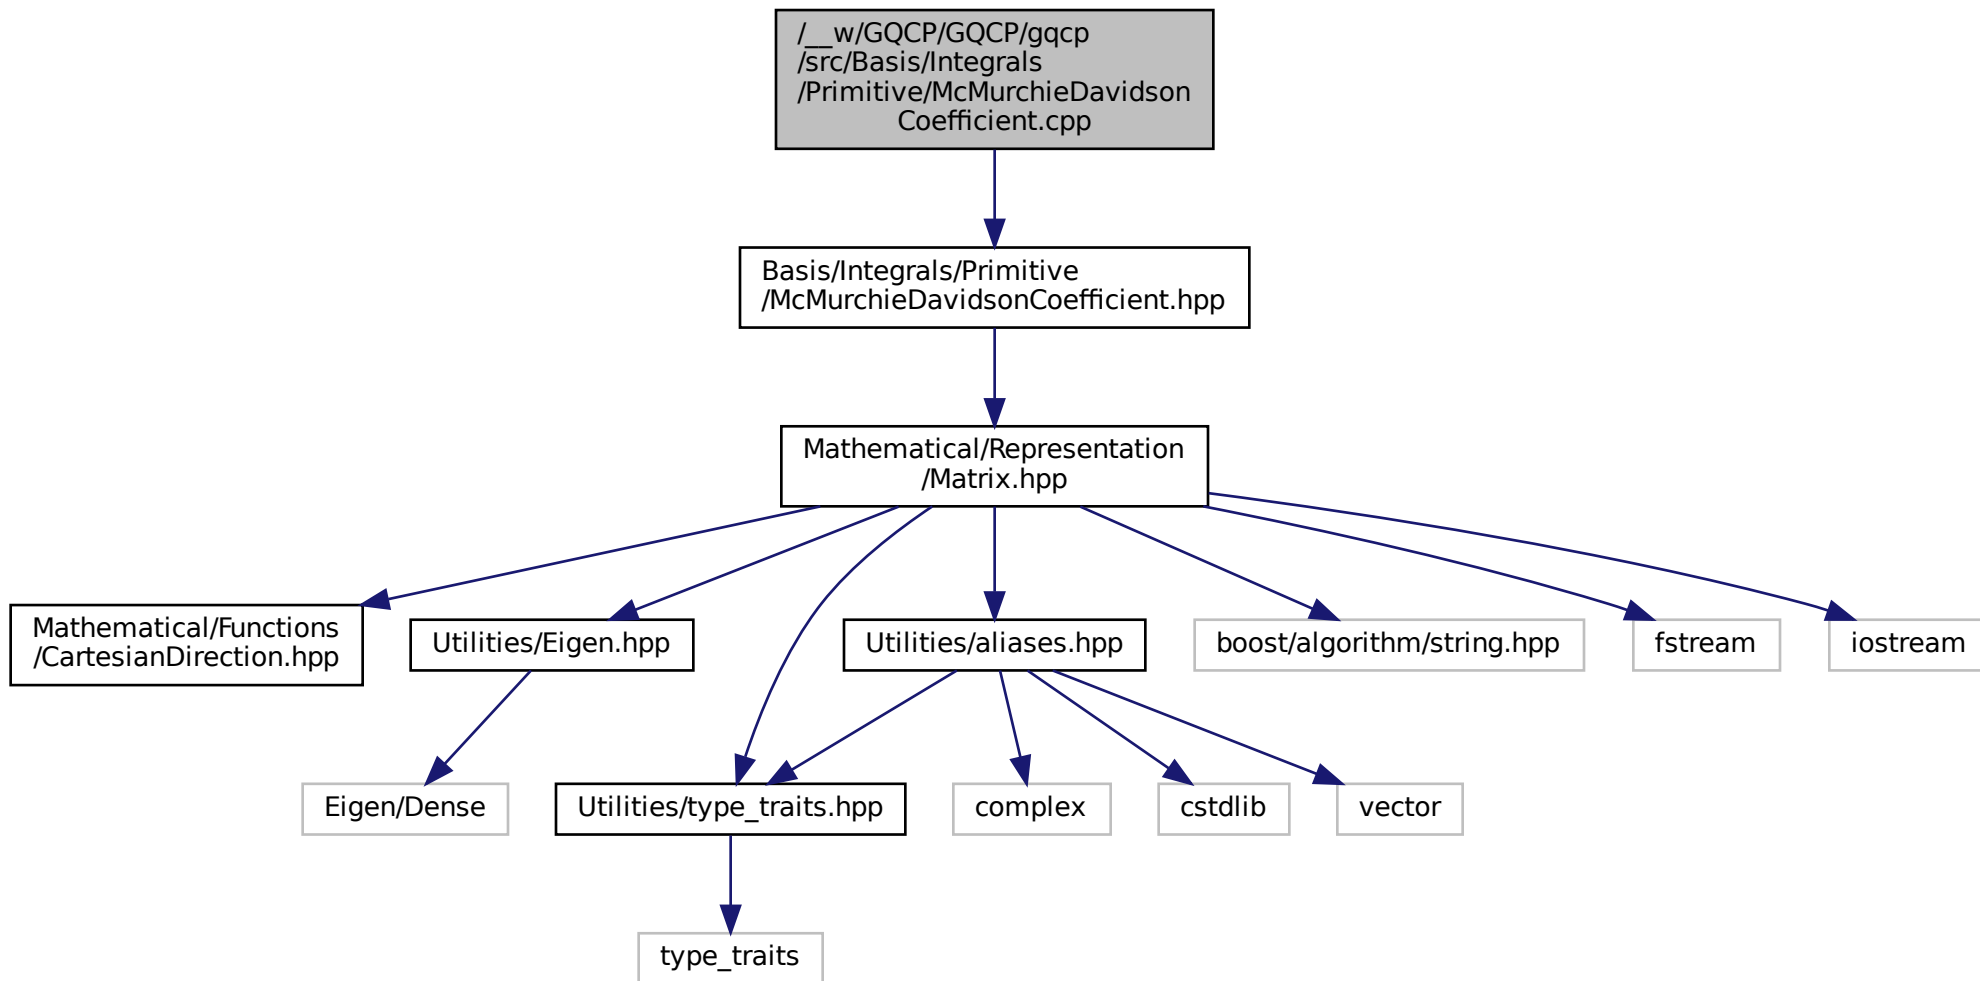 /__w/GQCP/GQCP/gqcp
/src/Basis/Integrals
/Primitive/McMurchieDavidson
Coefficient.cpp
Basis/Integrals/Primitive
/McMurchieDavidsonCoefficient.hpp
Mathematical/Representation
/Matrix.hpp
Mathematical/Functions
/CartesianDirection.hpp
Utilities/Eigen.hpp
Utilities/aliases.hpp
boost/algorithm/string.hpp
fstream
iostream
Eigen/Dense
Utilities/type_traits.hpp
complex
cstdlib
vector
type_traits